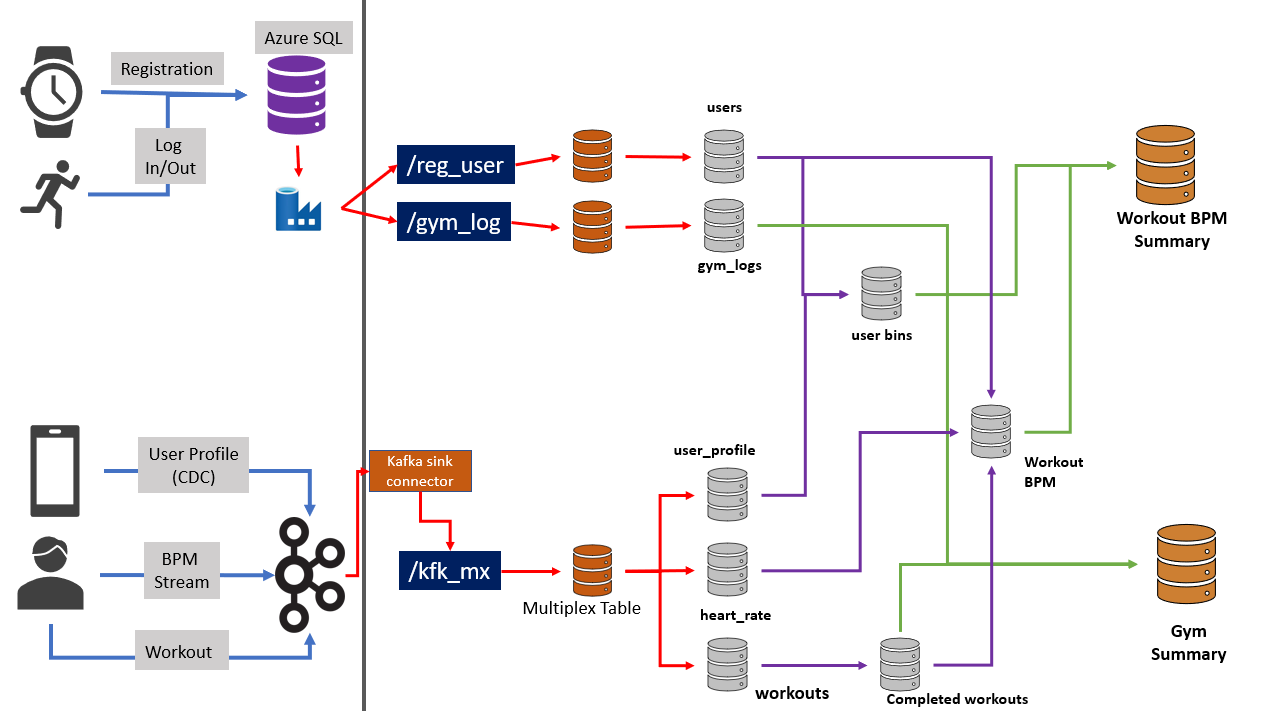 Azure SQL
Registration
Log
In/Out
/reg_user
/gym_log
users
gym_logs
user bins
Workout BPM
Summary
User Profile
(CDC)
BPM
Stream
Workout
Kafka sink
connector
/kfk_mx
Multiplex Table
user_profile
heart_rate
workouts
Completed workouts
Workout
BPM
Gym
Summary